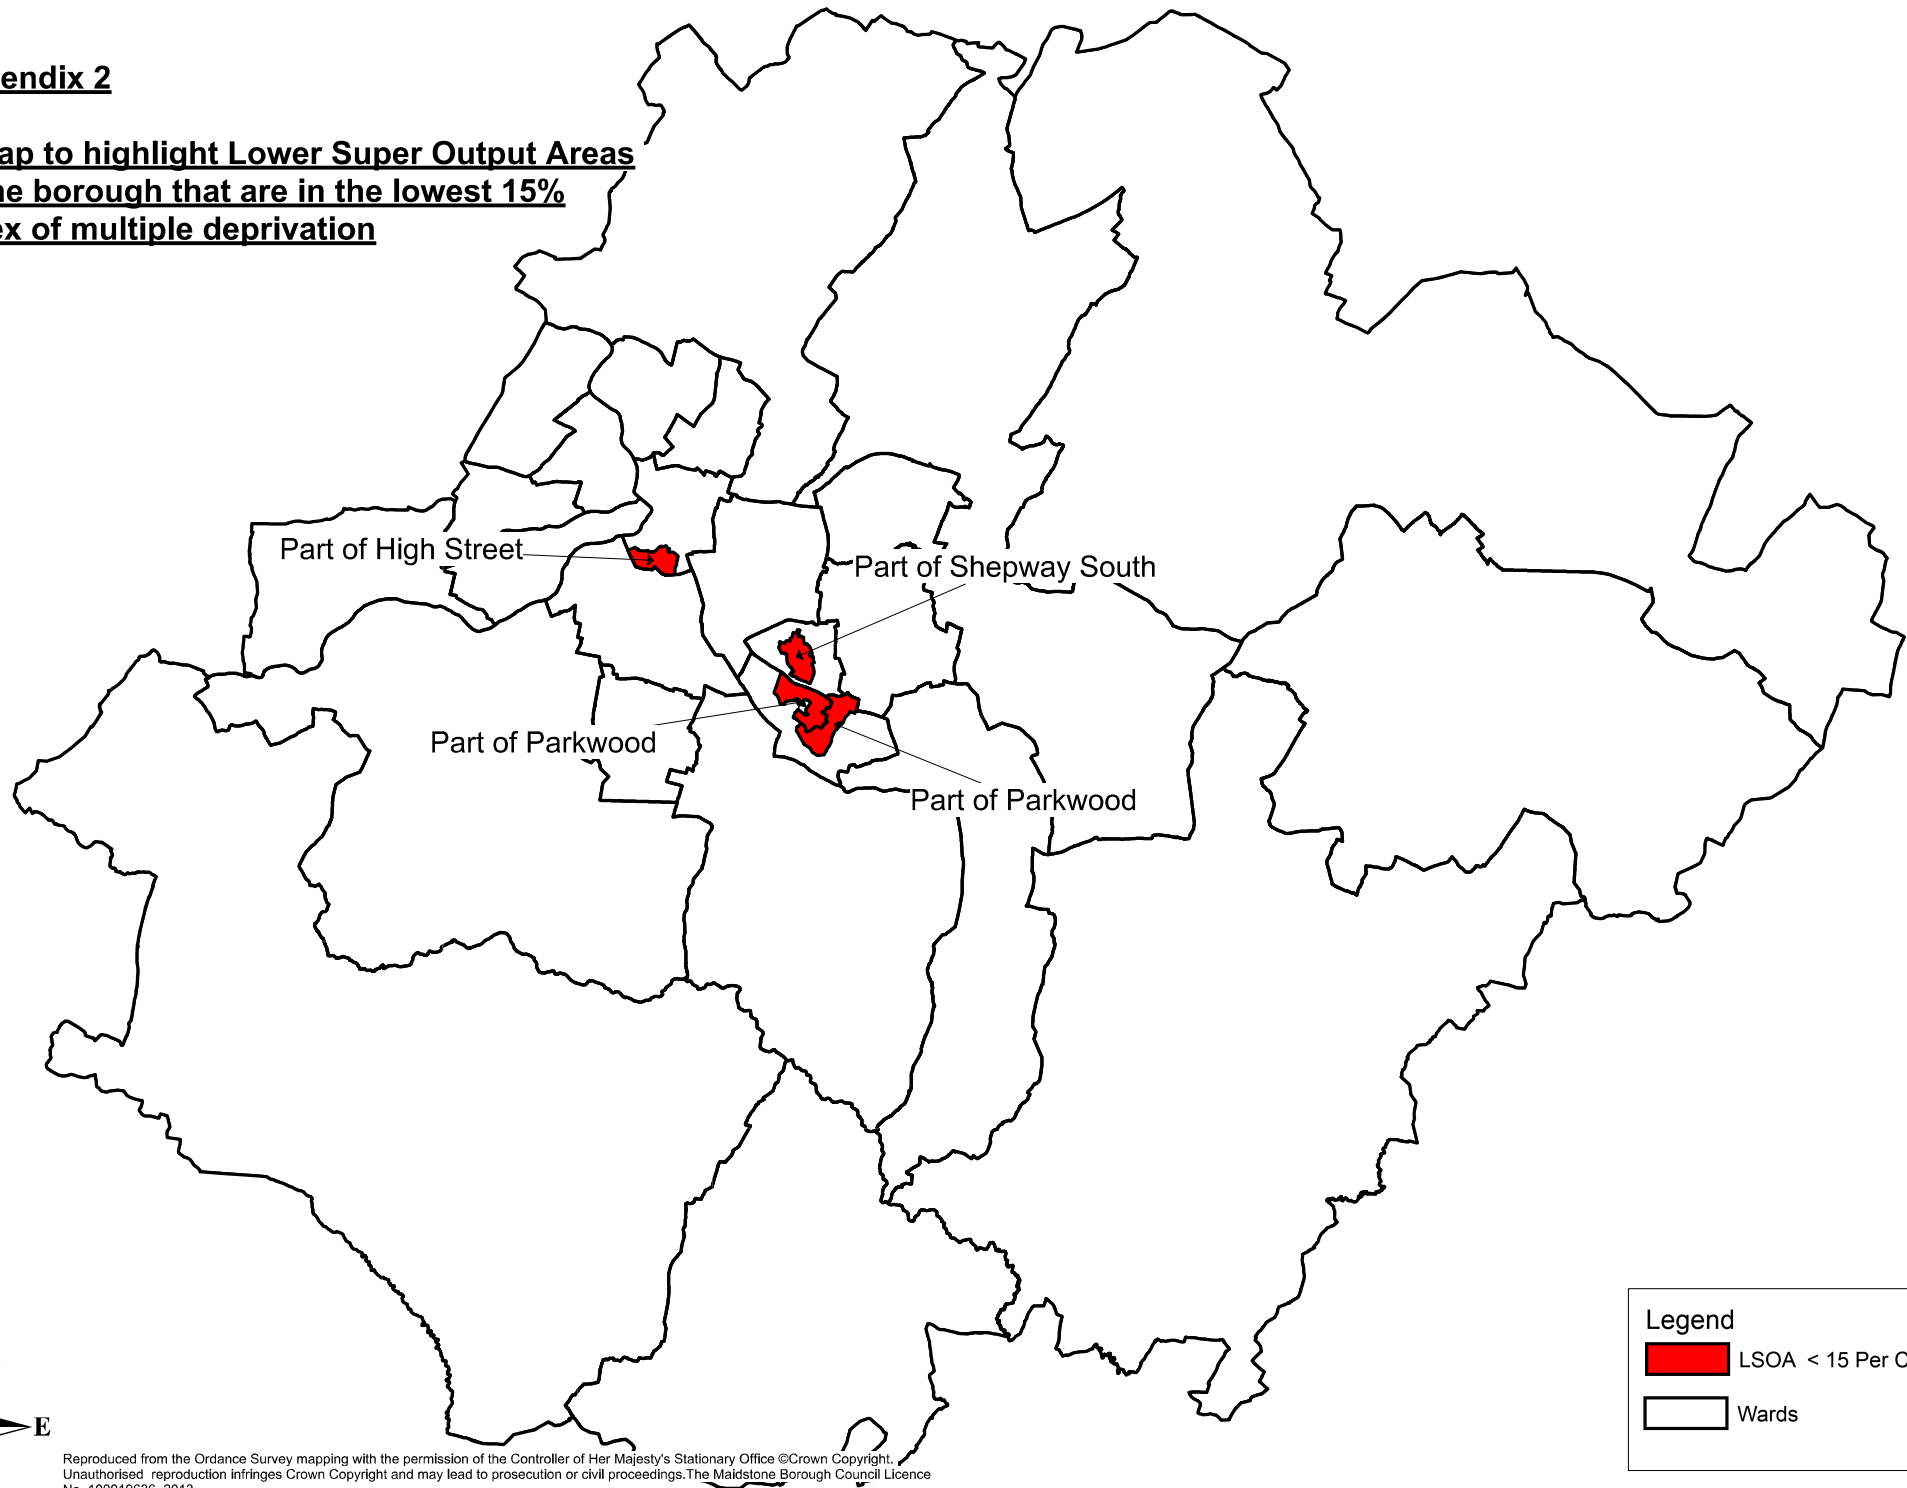 endix 2
ap to highlight Lower Super Output Areas
ne borough that are in the lowest 15%
ex of multiple deprivation
Part of High Street
Part of Shepway South
Part of Parkwood
Part of Parkwood
Legend
LSOA < 15 Per C
Wards
E
Reproduced from the Ordance Survey mapping with the permission of the Controller of Her Majesty's Stationary Office ©Crown Copyright.
Unauthorised reproduction infringes Crown Copyright and may lead to prosecution or civil proceedings.The Maidstone Borough Council Licence